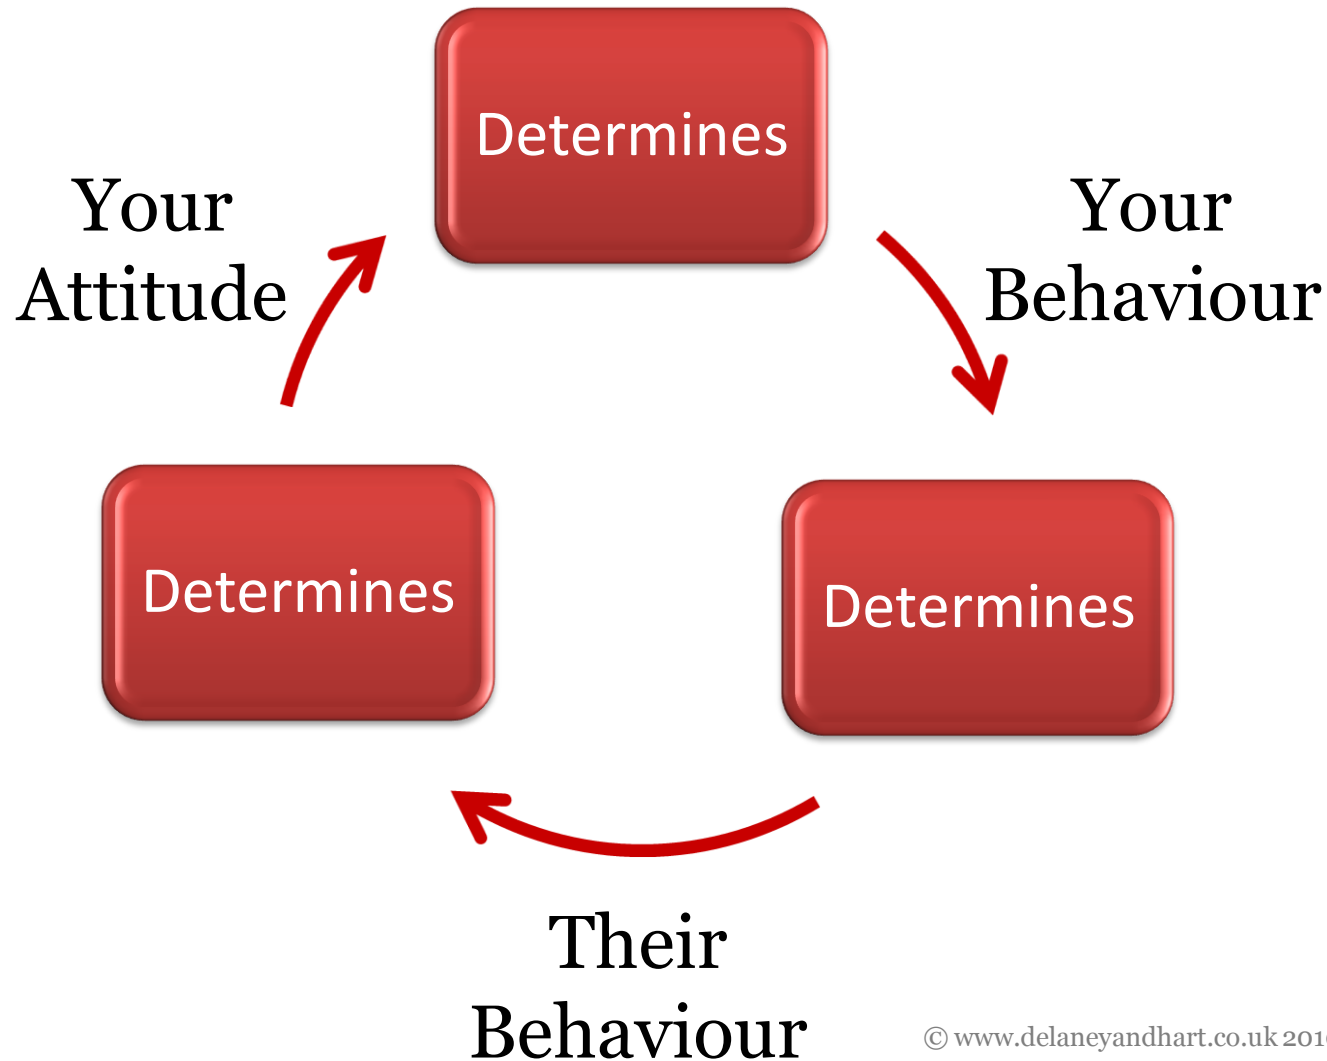 Determines
Your
Attitude
Your
Behaviour
Determines
Determines
Their
Behaviour
© www.delaneyandhart.co.uk